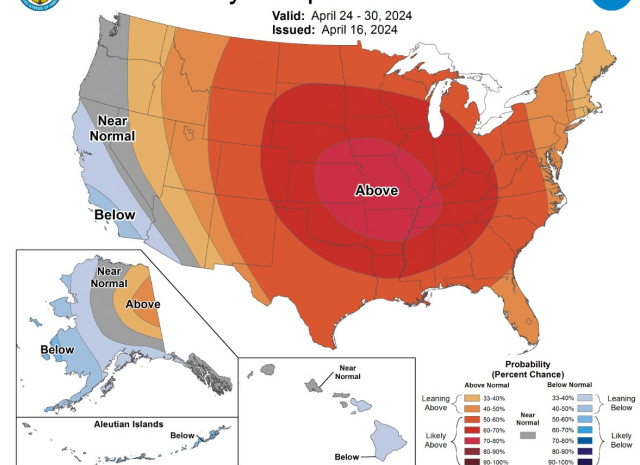 Valid: April 24 - 30, 2024
Issued: April 16, 2024
Near
Normal
Below
Above
Near
Normal
Above
Below
Aleutian Islands
Below
Near
Normal
Below
Probability
(Percent Chance)
Above Normal
Below Normal
Leaning
Above
33-40%
40-50%
Near
Normal
33-40%
40-50%
Leaning
Below
Likely
Above
50-60%
60-70%
70-80%
80-90%
90-100%
50-60%
60-70%
70-80%
80-90%
90-100%
Likely
Below